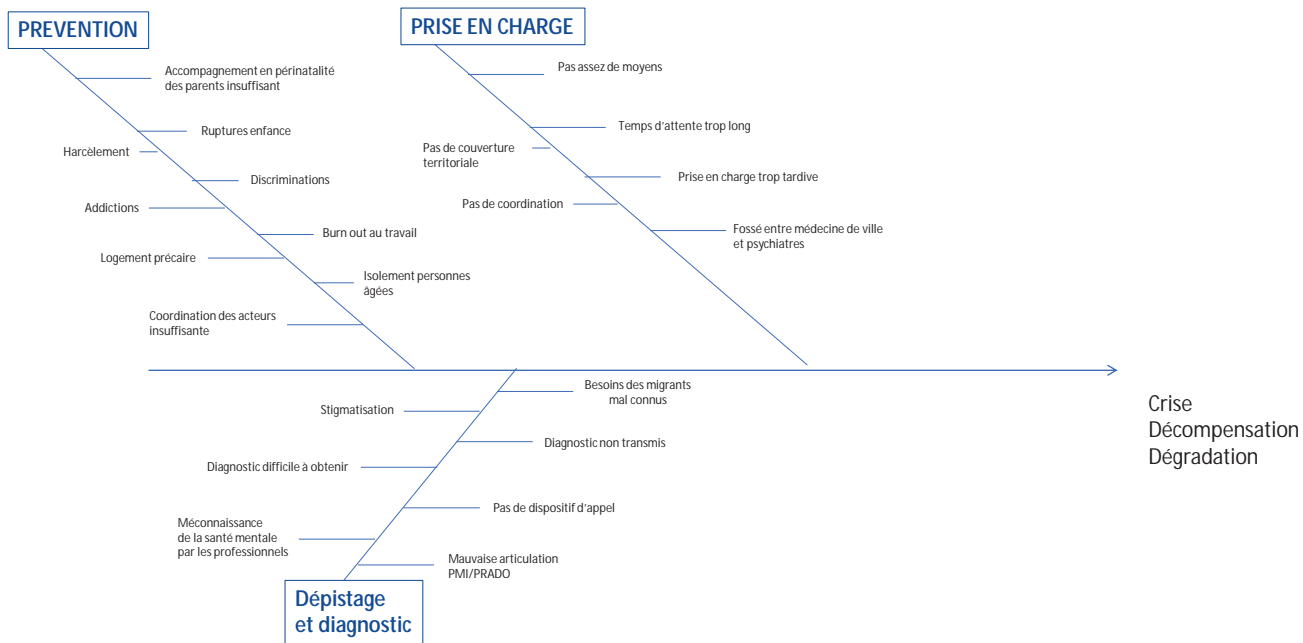 PREVENTION
Accompagnement en périnatalité
des parents insuffisant
Ruptures enfance
Harcèlement
Discriminations
Addictions
Burn out au travail
Logement précaire
Isolement personnes
âgées
Coordination des acteurs
insuffisante
PRISE EN CHARGE
Pas assez de moyens
Temps d'attente trop long
Pas de couverture
territoriale
Prise en charge trop tardive
Pas de coordination
Fossé entre médecine de ville
et psychiatres
Besoins des migrants
mal connus
Stigmatisation
Diagnostic non transmis
Diagnostic difficile à obtenir
Pas de dispositif d'appel
Méconnaissance
de la santé mentale
par les professionnels
Mauvaise articulation
PMI/PRADO
Dépistage
et diagnostic
Crise
Décompensation
Dégradation